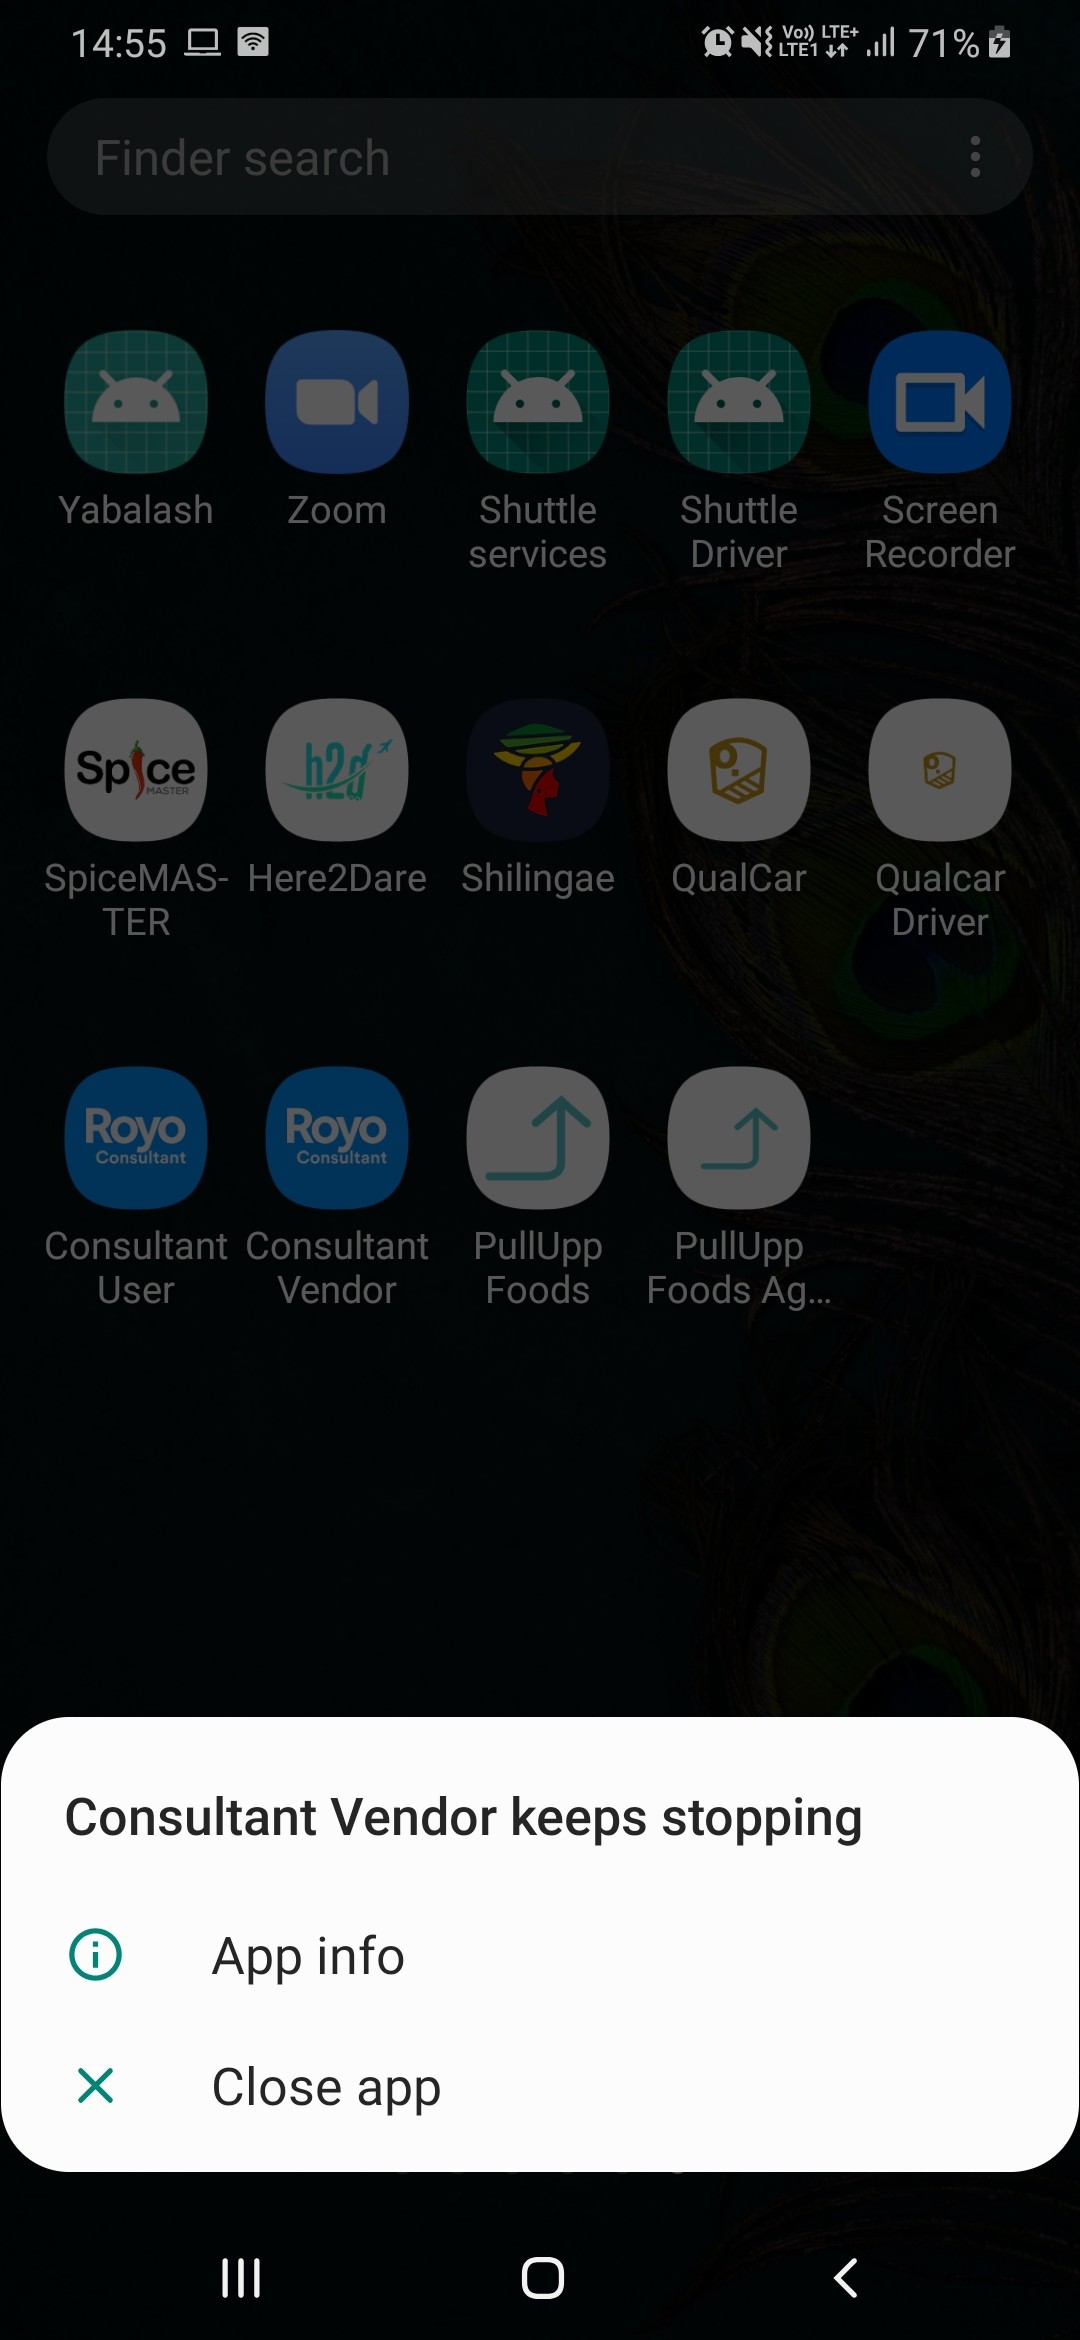 14:55
Vo)) LTE+
LTE1
71%
Finder search
Yabalash
Zoom
Shuttle services
Shuttle Driver
Screen Recorder
Spice
MASTER
h2d
SpiceMAS-
TER
Here2Dare
Shilingae
QualCar
Qualcar Driver
Royo
Consultant
Royo
Consultant
Consultant User
Consultant Vendor
PullUpp Foods
PullUpp Foods Ag...
Consultant Vendor keeps stopping
App info
Close app